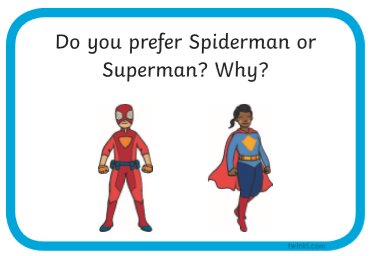 Do you prefer Spiderman or
Superman? Why?
twinkl.com